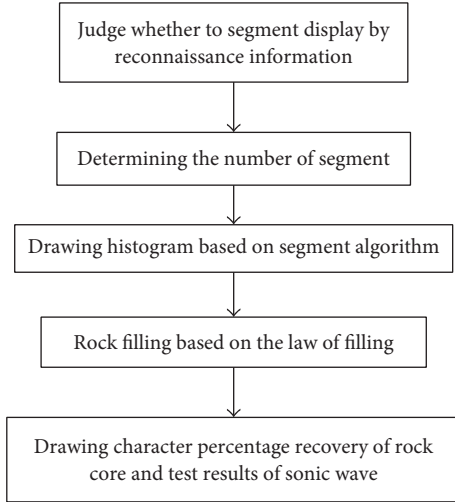 Judge whether to segment display by
reconnaissance information
Determining the number of segment
Drawing histogram based on segment algorithm
Rock filling based on the law of filling
Drawing character percentage recovery of rock
core and test results of sonic wave